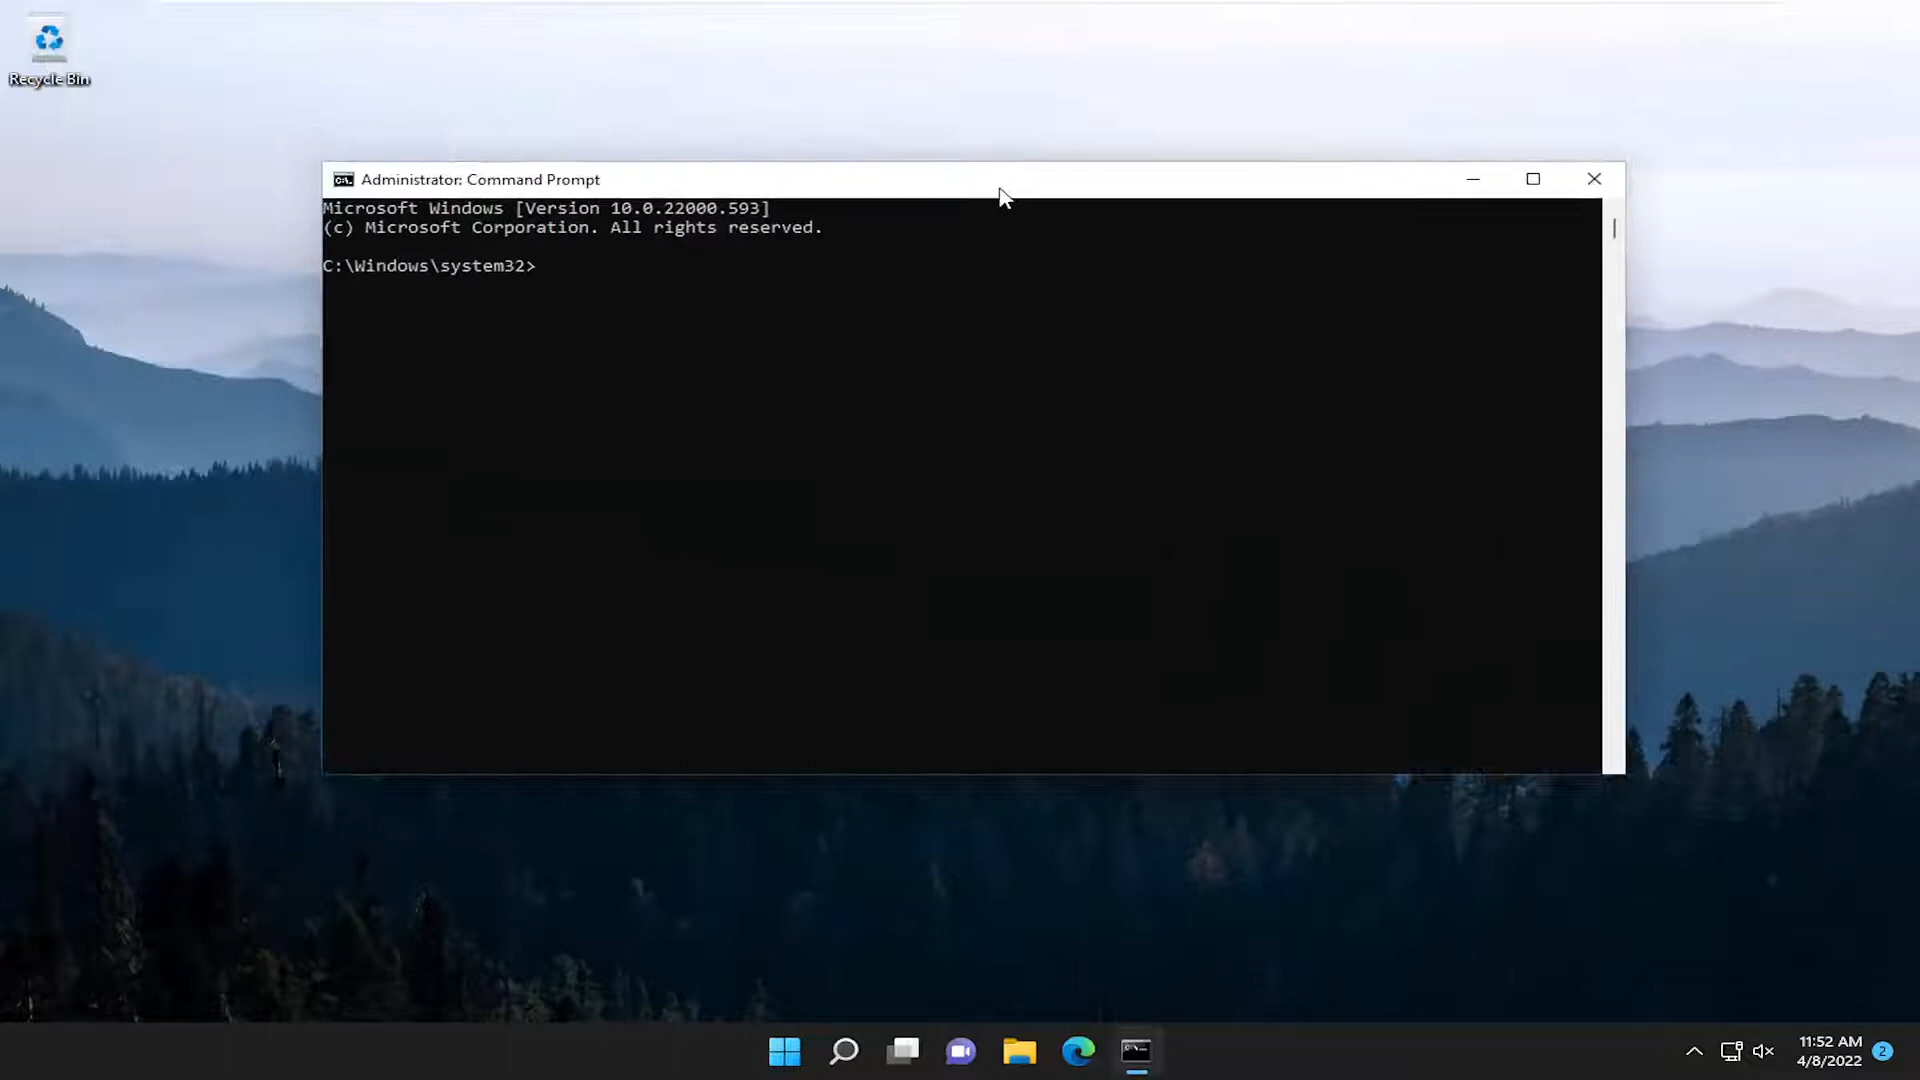 Recycle Bin
Administrator: Command Prompt
Microsoft Windows [Version 10.0.22000.593]
(c) Microsoft Corporation. All rights reserved.
C:\Windows\system32>
11:52 AM
4/8/2022
2